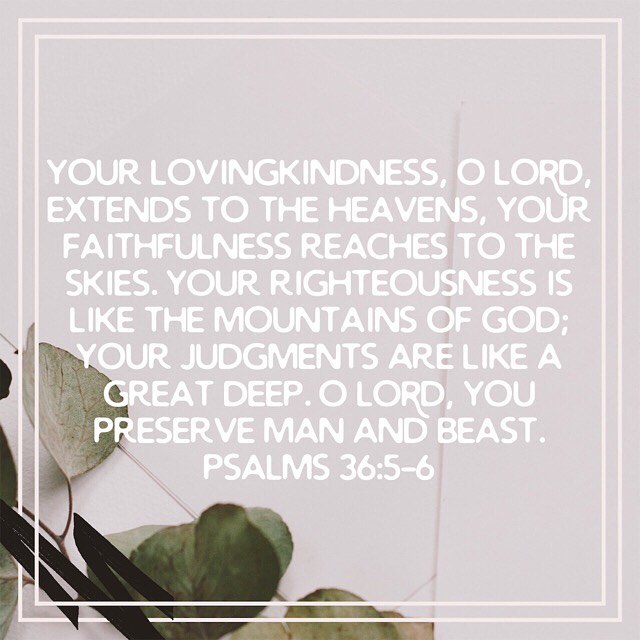 YOUR LOVINGKINDNESS, O LORD,
EXTENDS TO THE HEAVENS, YOUR
FAITHFULNESS REACHES TO THE
SKIES. YOUR RIGHTEOUSNESS IS
LIKE THE MOUNTAINS OF GOD;
YOUR JUDGMENTS ARE LIKE A
GREAT DEEP. O LORD, YOU
PRESERVE MAN AND BEAST.
PSALMS 36:5-6